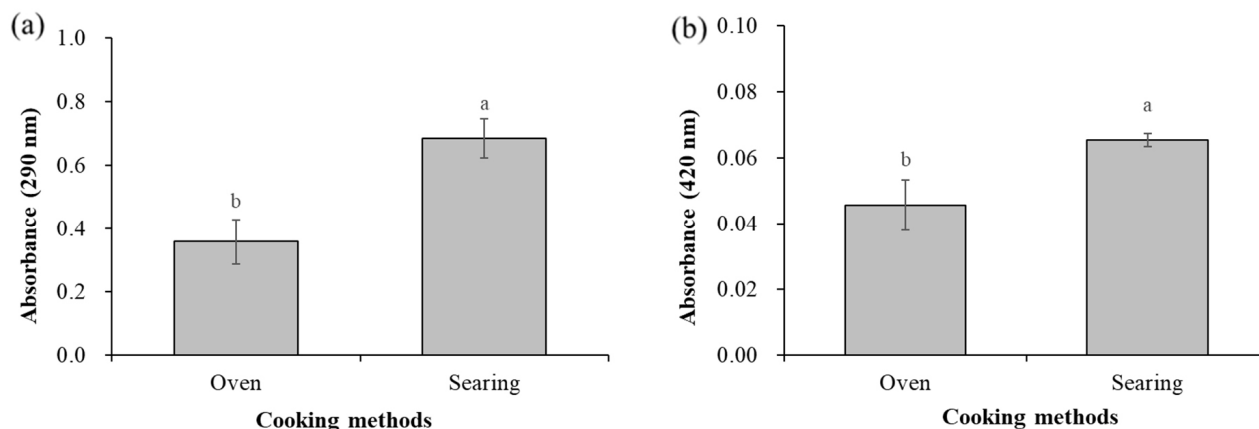 (a)
Absorbance (290 nm)
1.0
0.8
0.6
0.4
0.2
0.0
b
a
Oven
Searing
Cooking methods
(b)
Absorbance (420 nm)
0.10
0.08
0.06
0.04
0.02
0.00
b
a
Oven
Searing
Cooking methods